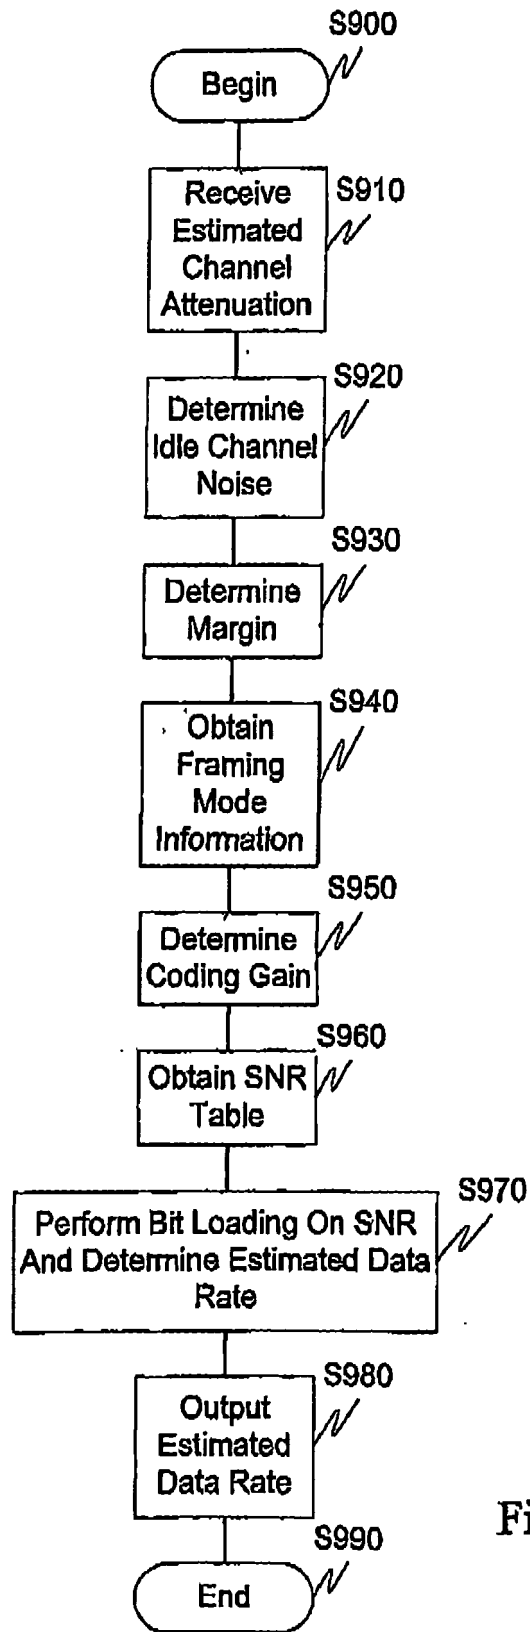 S900
Begin
S910
Receive
Estimated
Channel
Attenuation
S920
Determine
Idle Channel
Noise
S930
Determine
Margin
S940
Obtain
Framing
Mode
Information
S950
Determine
Coding Gain
S960
Obtain SNR
Table
S970
Perform Bit Loading On SNR
And Determine Estimated Data
Rate
S980
Output
Estimated
Data Rate
S990
End